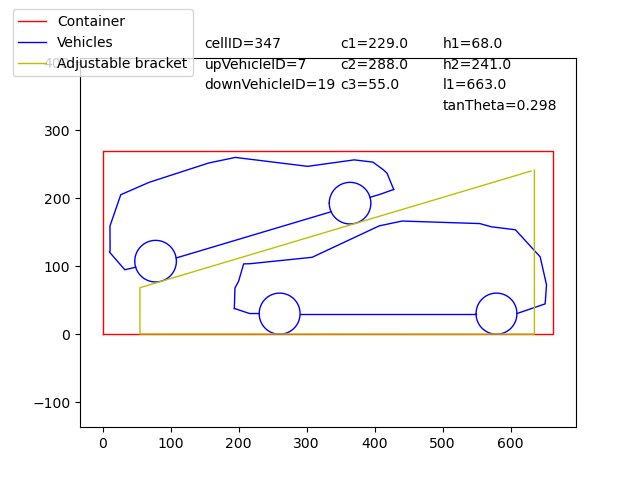 Container
Vehicles
Adjustable bracket
cellID=347 c1=229.0 h1=68.0
upVehicleID=7 c2=288.0 h2=241.0
downVehicleID=19 c3=55.0 l1=663.0
tanTheta=0.298
400
300
200
100
0
−100
0 100 200 300 400 500 600